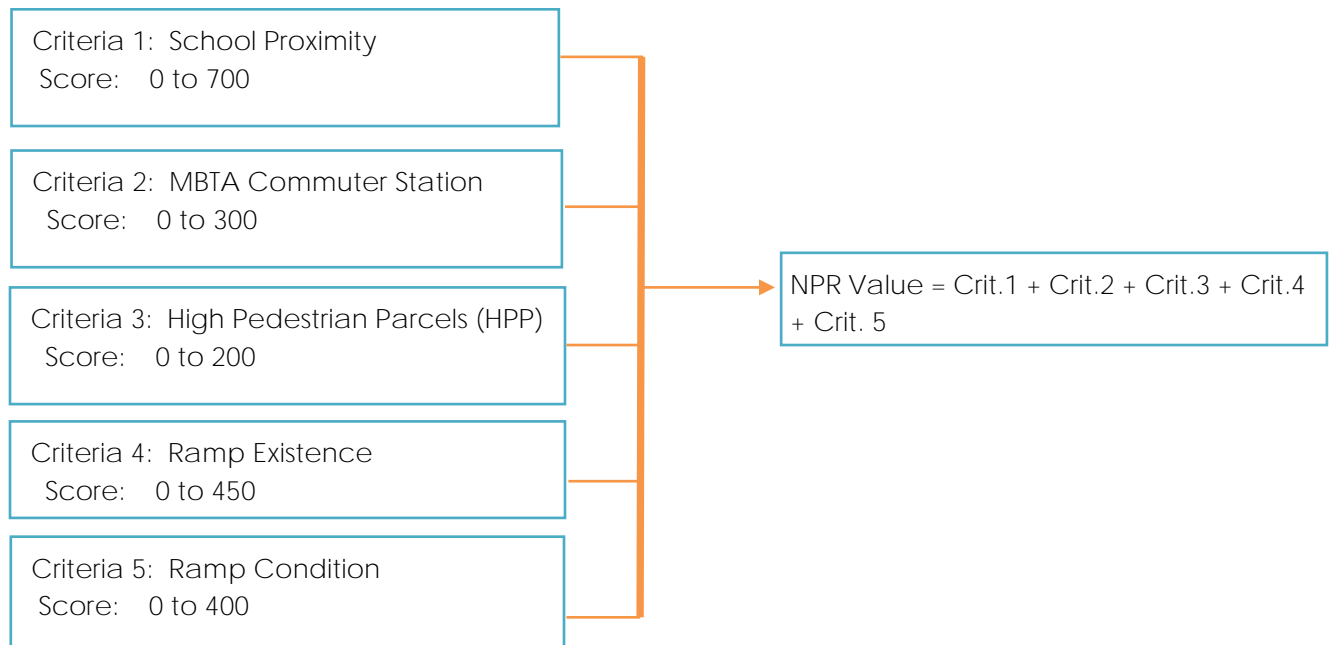 Criteria 1: School Proximity
Score: 0 to 700
Criteria 2: MBTA Commuter Station
Score: 0 to 300
Criteria 3: High Pedestrian Parcels (HPP)
Score: 0 to 200
Criteria 4: Ramp Existence
Score: 0 to 450
Criteria 5: Ramp Condition
Score: 0 to 400
NPR Value = Crit.1 + Crit.2 + Crit.3 + Crit.4
+ Crit. 5